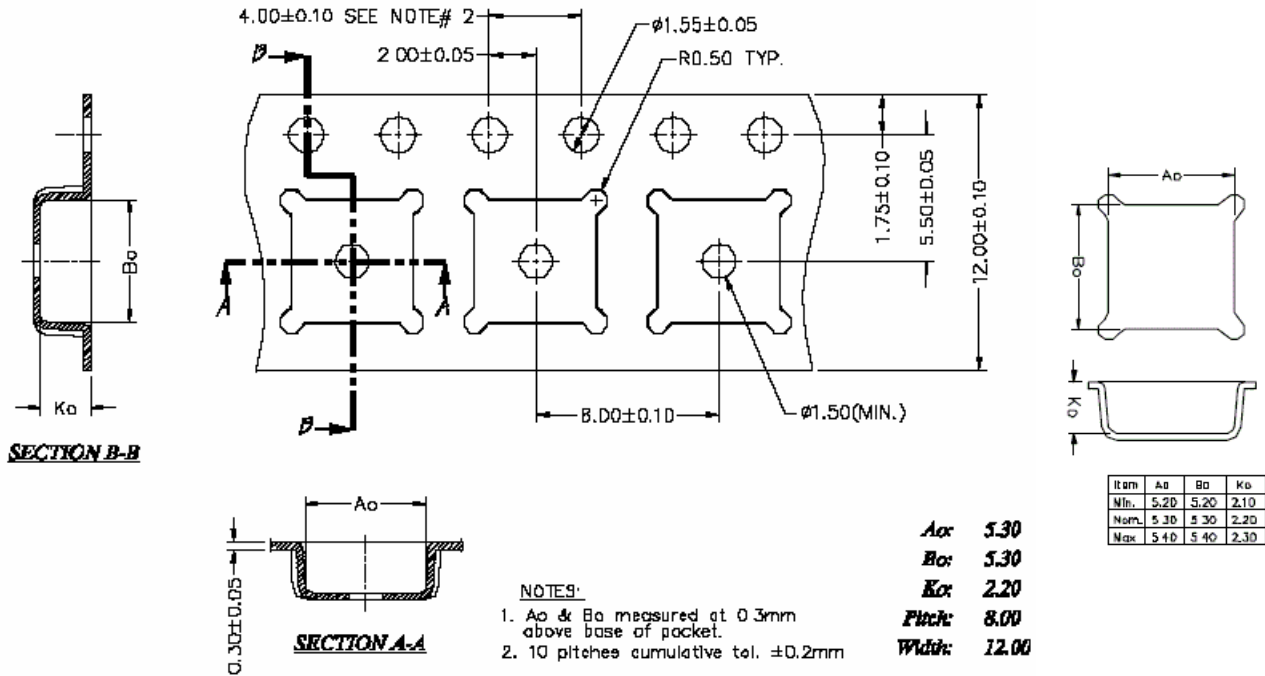 4.00±0.10 SEE NOTE# 2
2 00±0.05
ø1.55±0.05
R0.50 TYP.
B
B
A
A
1.75±0.10
5.50±0.05
12.00±0.10
8.00±0.10
ø1.50(MIN.)
Bo
Ko
SECTION B-B
Ao
0.30±0.05
SECTION A-A
NOTES:
1. Ao & Bo measured at 0 3mm
above base of pocket.
2. 10 pitches cumulative tol. ±0.2mm
Ao: 5.30
Bo: 5.30
Ko: 2.20
Pitch: 8.00
Width: 12.00
Ao
Bo
Ko
Item Ao Bo Ko
Min. 5.20 5.20 2.10
Nom. 5 30 5 30 2.20
Max 5 40 5 40 2.30